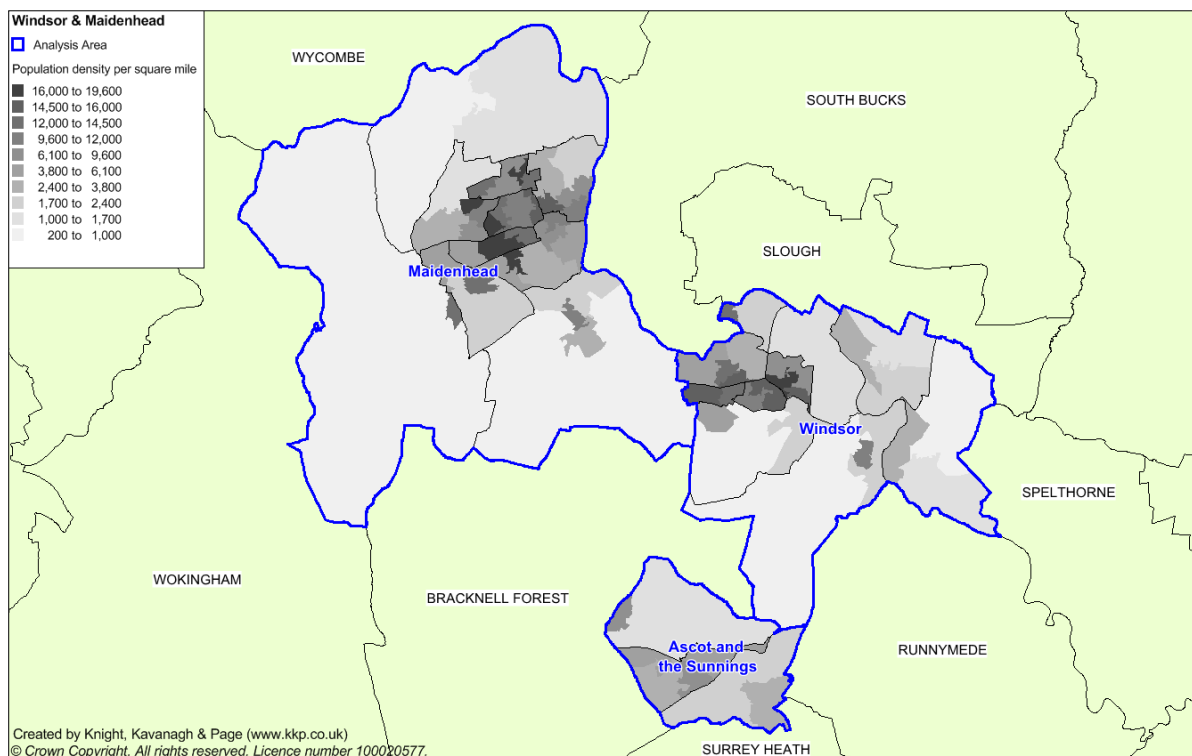 Windsor & Maidenhead
Analysis Area
Population density per square mile
16,000 to 19,600
14,500 to 16,000
12,000 to 14,500
9,600 to 12,000
6,100 to 9,600
3,800 to 6,100
2,400 to 3,800
1,700 to 2,400
1,000 to 1,700
200 to 1,000
WYCOMBE
SOUTH BUCKS
SLOUGH
Maidenhead
Windsor
SPELTHORNE
WOKINGHAM
BRACKNELL FOREST
Ascot and
the Sunnings
RUNNYMEDE
SURREY HEATH
Created by Knight, Kavanagh & Page (www.kkp.co.uk)
© Crown Copyright. All rights reserved. Licence number 100020577.